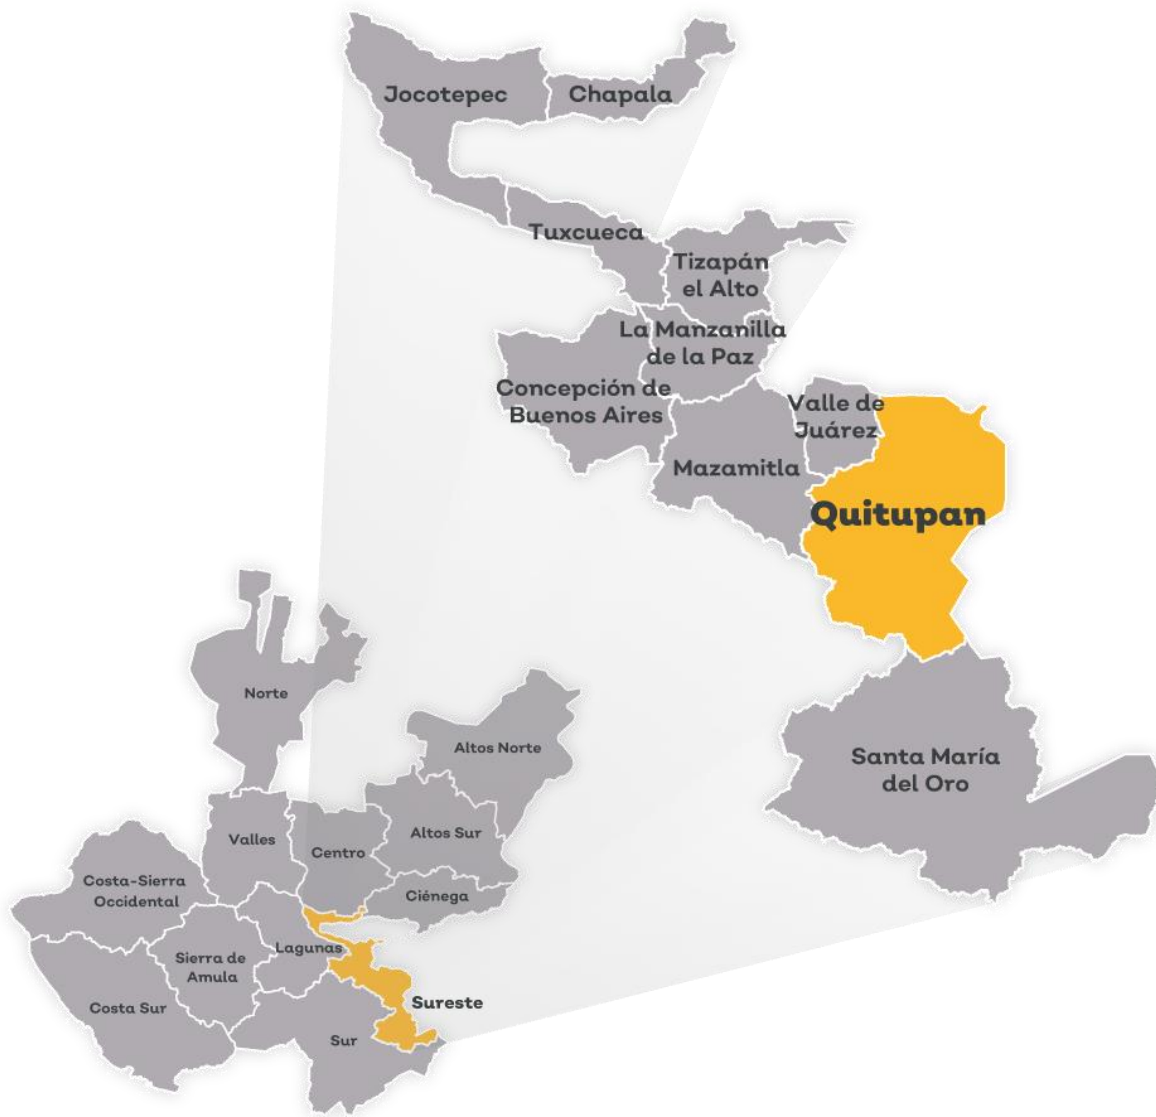 Jocotepec
Chapala
Tuxcueca
Tizapán
el Alto
La Manzanilla
de la Paz
Concepción de
Buenos Aires
Valle de
Juárez
Mazamitla
Quitupan
Santa María
del Oro
Norte
Altos Norte
Valles
Centro
Altos Sur
Costa-Sierra
Occidental
Ciénega
Lagunas
Sierra de
Amula
Costa Sur
Sureste
Sur